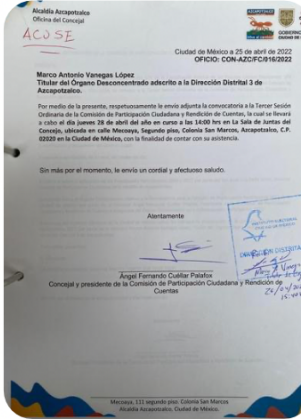 Alcaldía Azcapotzalco
Oficina del Concejal
ACUSE
AZCAPOTZALCO
GOBIERNO
CIUDAD DE
Ciudad de México a 25 de abril de 2022
OFICIO: CON-AZC/FC/016/2022
Marco Antonio Vanegas López
Titular del Órgano Desconcentrado adscrito a la Dirección Distrital 3 de
Azcapotzalco.
Por medio de la presente, respetuosamente le envío adjunta la convocatoria a la Tercer Sesión
Ordinaria de la Comisión de Participación Ciudadana y Rendición de Cuentas, la cual se llevará
a cabo el día jueves 28 de abril del año en curso a las 14:00 hrs en La Sala de Juntas del
Concejo, ubicada en calle Mecoaya, Segundo piso, Colonia San Marcos, Azcapotzalco, C.P.
02020 en la Ciudad de México, con la finalidad de contar con su asistencia.
Sin más por el momento, le envío un cordial y afectuoso saludo.
Atentamente
Ángel Fernando Cuéllar Palafox
Concejal y presidente de la Comisión de Participación Ciudadana y Rendición de
Cuentas
DISTRITAL
Mecoaya, 111 segundo piso. Colonia San Marcos
Alcaldía Azcapotzalco, Ciudad de México.